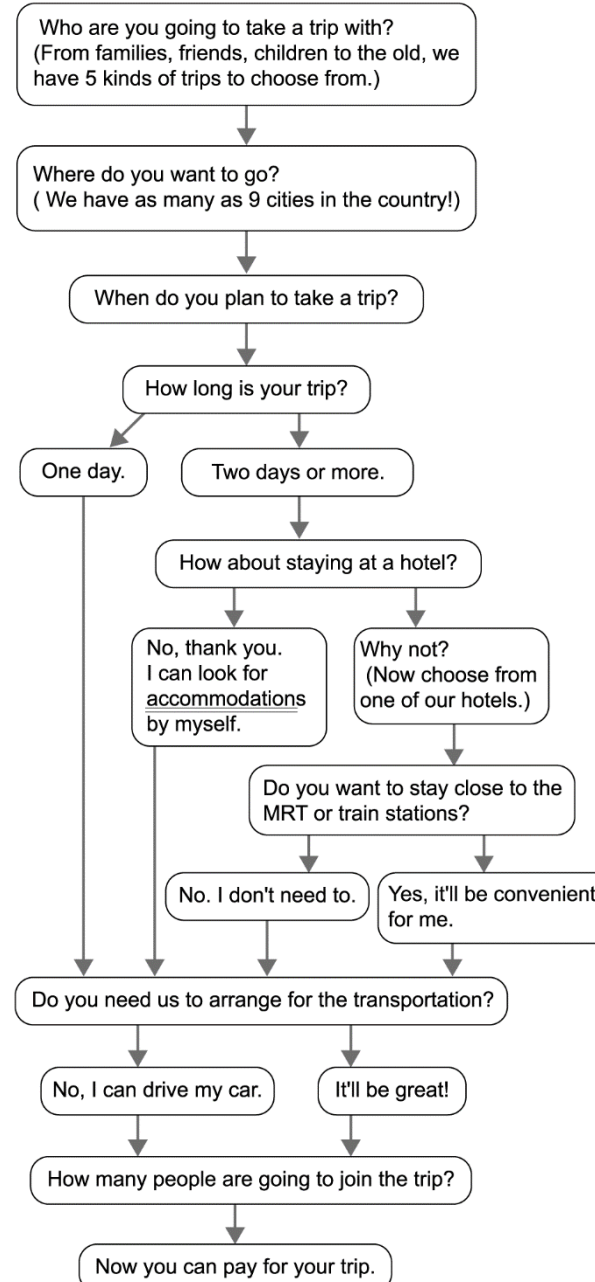 Who are you going to take a trip with?
(From families, friends, children to the old, we
have 5 kinds of trips to choose from.)
Where do you want to go?
( We have as many as 9 cities in the country!)
When do you plan to take a trip?
How long is your trip?
One day.
Two days or more.
How about staying at a hotel?
No, thank you.
I can look for
accommodations
by myself.
Why not?
(Now choose from
one of our hotels.)
Do you want to stay close to the
MRT or train stations?
No. I don't need to.
Yes, it'll be convenient
for me.
Do you need us to arrange for the transportation?
No, I can drive my car.
It'll be great!
How many people are going to join the trip?
Now you can pay for your trip.